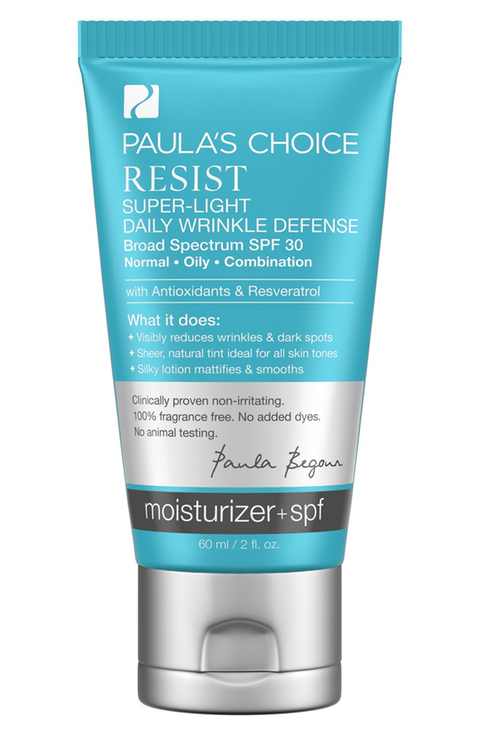 PAULA'S CHOICE
RESIST
SUPER-LIGHT
DAILY WRINKLE DEFENSE
Broad Spectrum SPF 30
Normal • Oily • Combination
with Antioxidants & Resveratrol
What it does:
+ Visibly reduces wrinkles & dark spots
+ Sheer, natural tint ideal for all skin tones
+ Silky lotion mattifies & smooths
Clinically proven non-irritating.
100% fragrance free. No added dyes.
No animal testing.
Paula Begoun
moisturizer+spf
60 ml / 2 fl. oz.